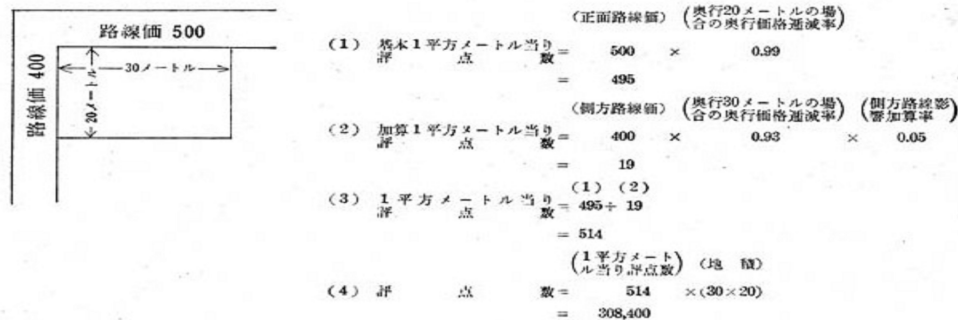 路線価 500
路線価 400
30メートル
20メートル
(正面路線価) (奥行20メートルの場合の奥行価格逓減率)
(1) 基本1平方メートル当り評点数= 500 × 0.99
= 495
(側方路線価) (奥行30メートルの場合の奥行価格逓減率) (側方路線影響加算率)
(2) 加算1平方メートル当り評点数= 400 × 0.93 × 0.05
= 19
(1) (2)
(3) 1平方メートル当り評点数= 495+ 19
= 514
(1平方メートル当り評点数) (地積)
(4) 評点数= 514 ×(30×20)
= 308,400